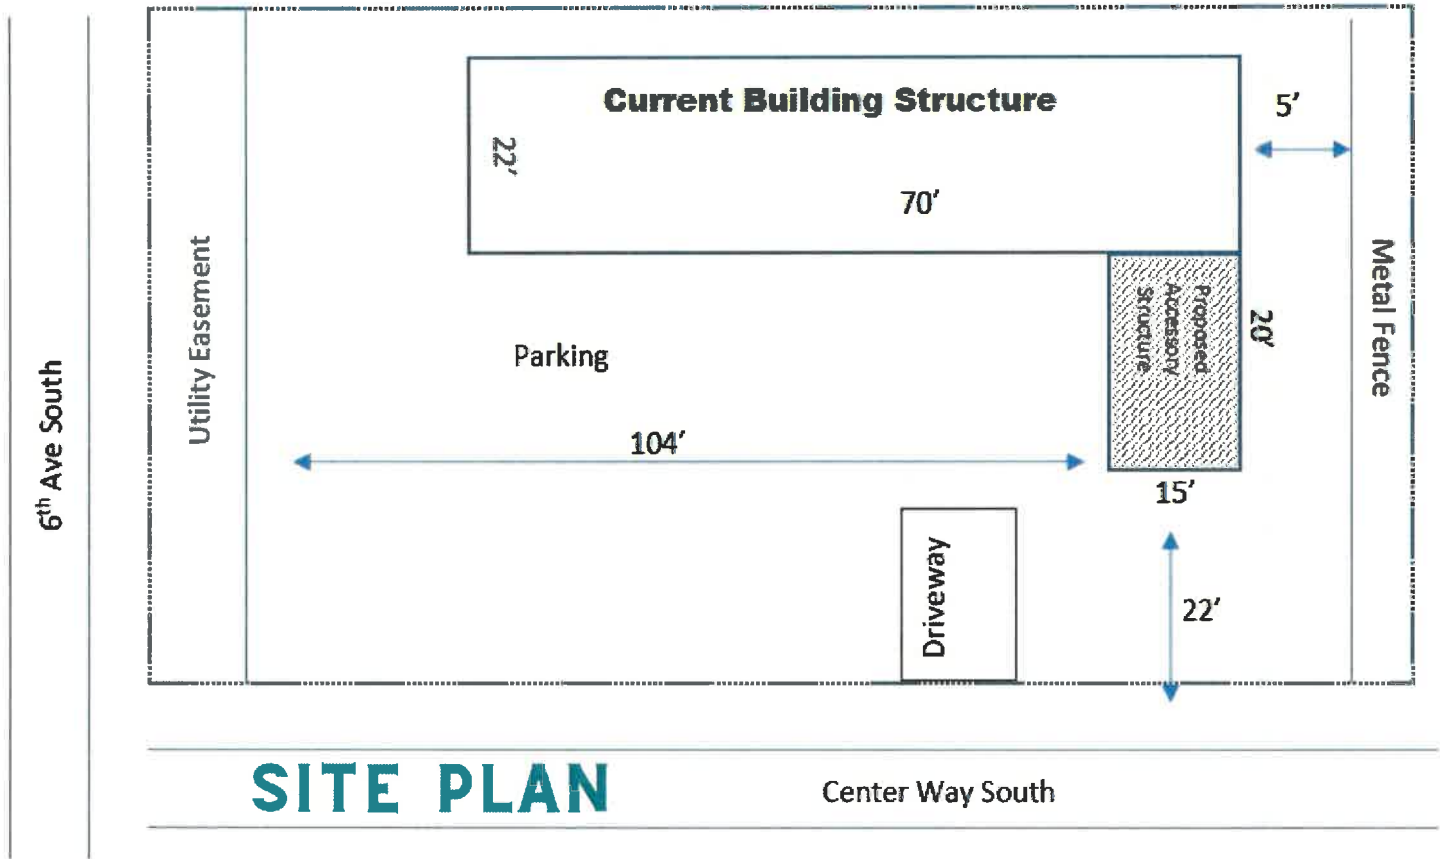 Current Building Structure
5'
22'
70'
Utility Easement
Proposed
Accessory
Structure
20'
Metal Fence
Parking
6th Ave South
104'
15'
Driveway
22'
SITE PLAN
Center Way South